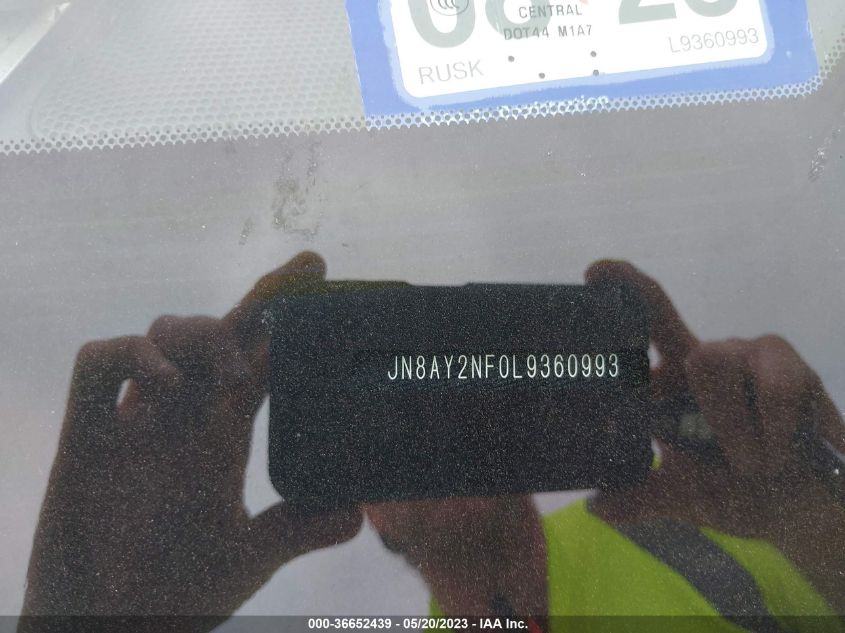 CENTRAL
DOT44 M1A7
L9360993
RUSK
JN8AY2NF0L9360993
000-36652439 - 05/20/2023 - IAA Inc.